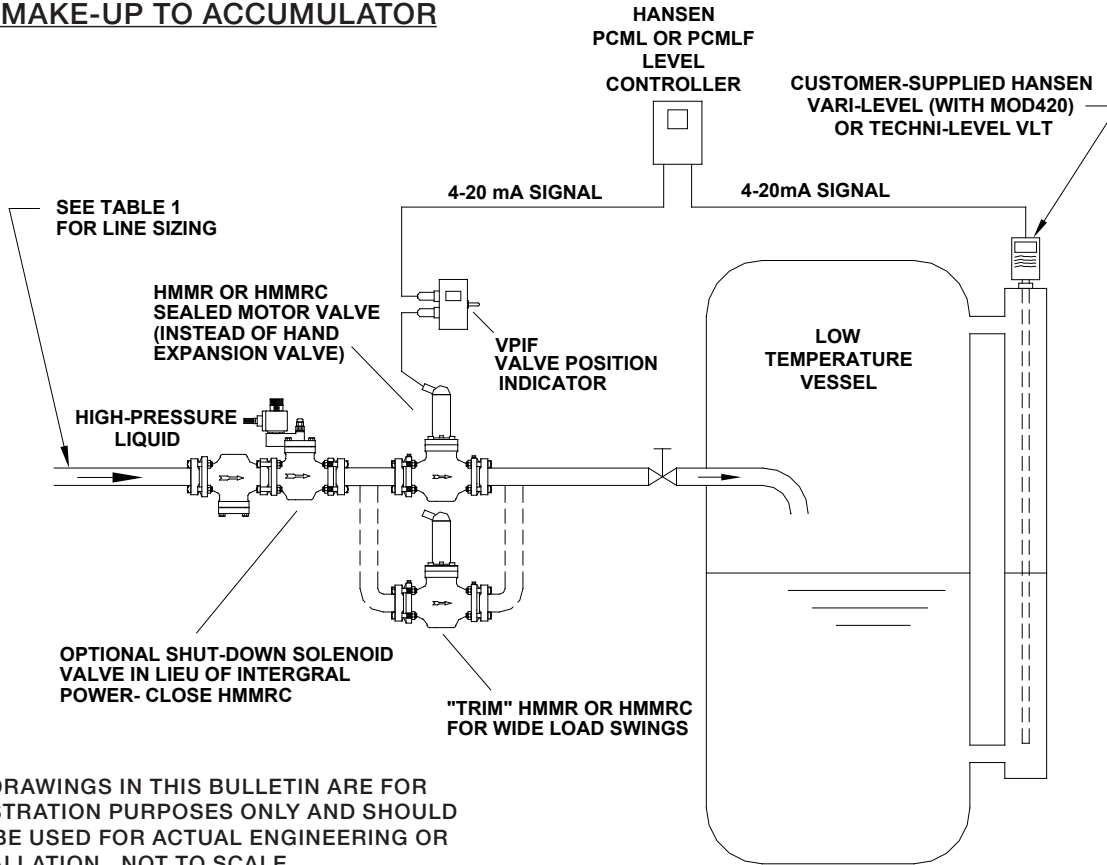 MAKE-UP TO ACCUMULATOR
HANSEN
PCML OR PCMLF
LEVEL
CONTROLLER
CUSTOMER-SUPPLIED HANSEN
VARI-LEVEL (WITH MOD420)
OR TECHNI-LEVEL VLT
4-20 mA SIGNAL
4-20mA SIGNAL
SEE TABLE 1
FOR LINE SIZING
HMMR OR HMMRC
SEALED MOTOR VALVE
(INSTEAD OF HAND
EXPANSION VALVE)
VPIF
VALVE POSITION
INDICATOR
LOW
TEMPERATURE
VESSEL
HIGH-PRESSURE
LIQUID
OPTIONAL SHUT-DOWN SOLENOID
VALVE IN LIEU OF INTERGRAL
POWER- CLOSE HMMRC
"TRIM" HMMR OR HMMRC
FOR WIDE LOAD SWINGS
DRAWINGS IN THIS BULLETIN ARE FOR
STRATION PURPOSES ONLY AND SHOULD
BE USED FOR ACTUAL ENGINEERING OR
ALLATION. NOT TO SCALE